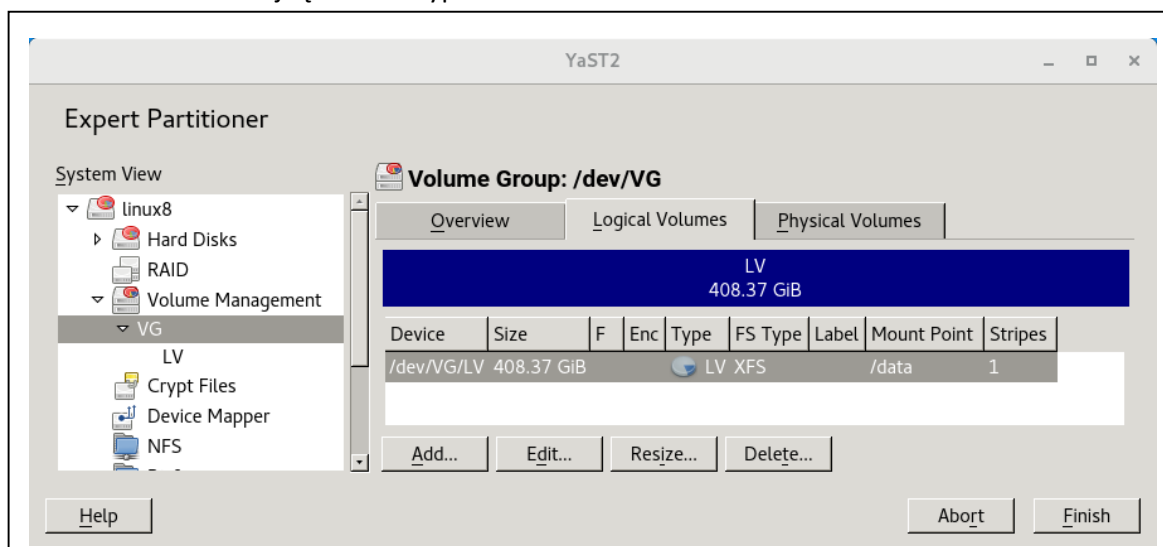 YaST2
Expert Partitioner
System View
linux8
Hard Disks
RAID
Volume Management
VG
LV
Crypt Files
Device Mapper
NFS
Volume Group: /dev/VG
Overview Logical Volumes Physical Volumes
LV
408.37 GiB
Device Size F Enc Type FS Type Label Mount Point Stripes
/dev/VG/LV 408.37 GiB LV XFS /data 1
Add... Edit... Resize... Delete...
Help Abort Finish